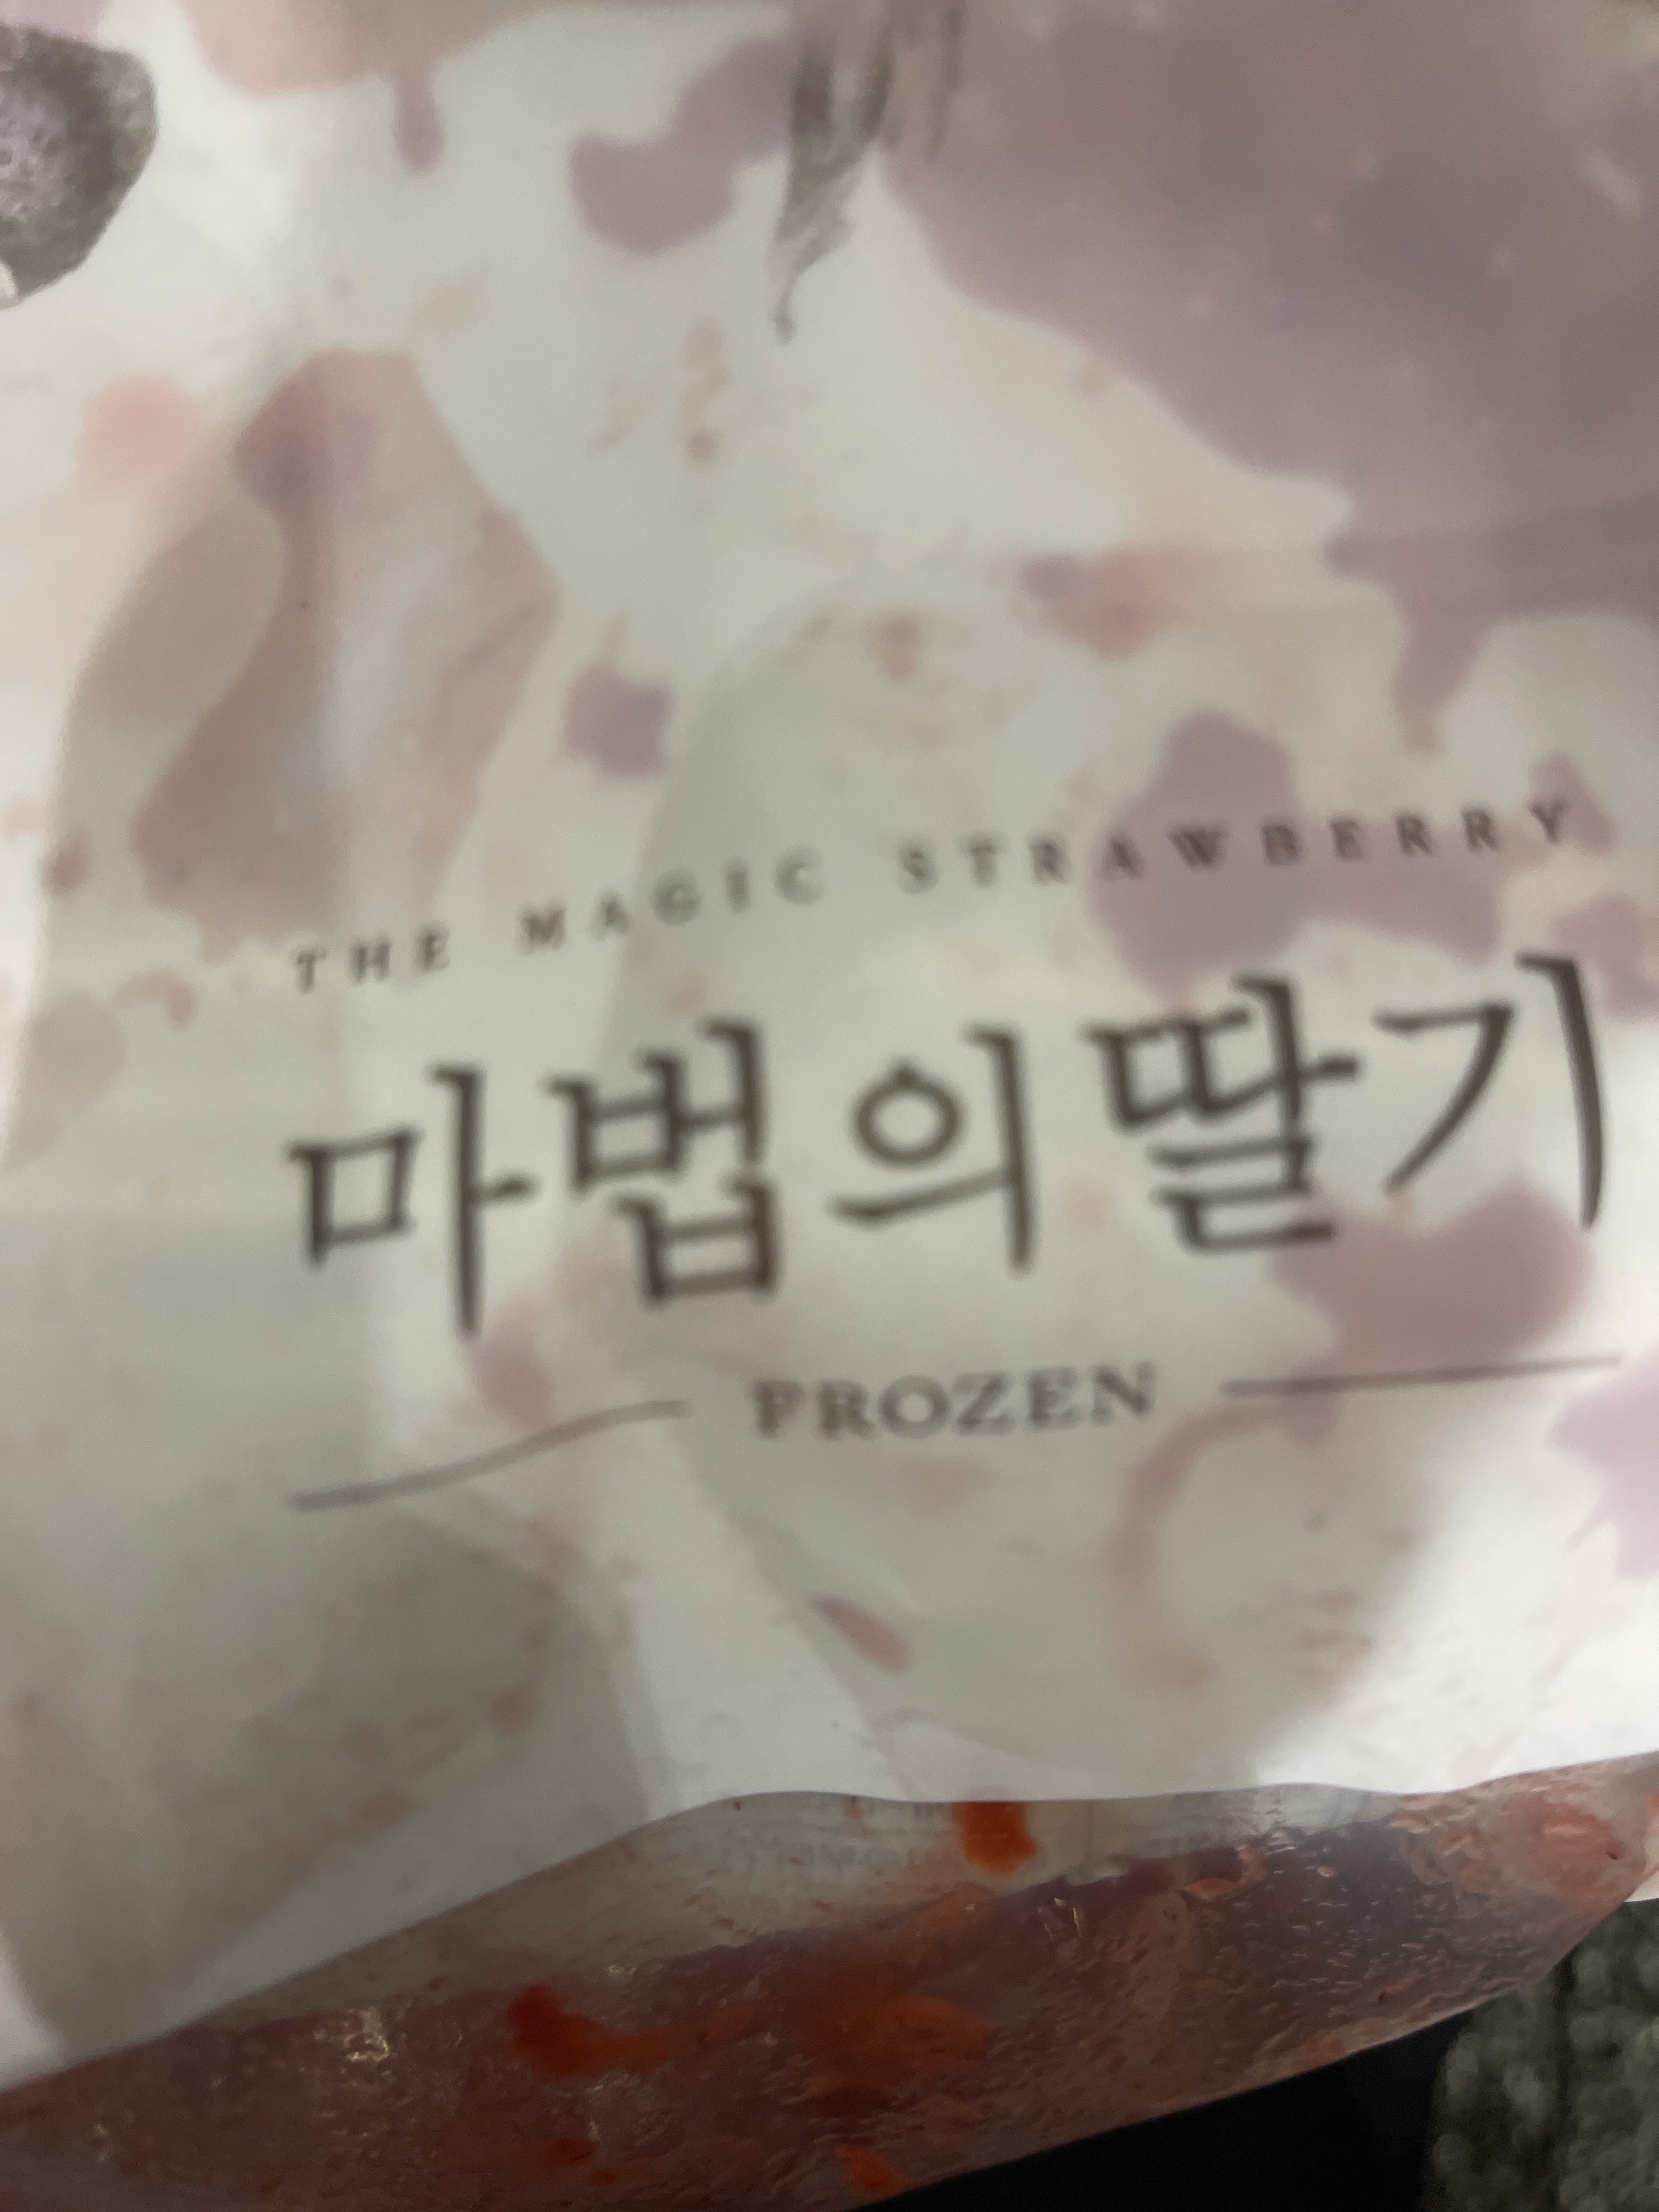 THE MAGIC STRAWBERRY
마법의딸기
FROZEN